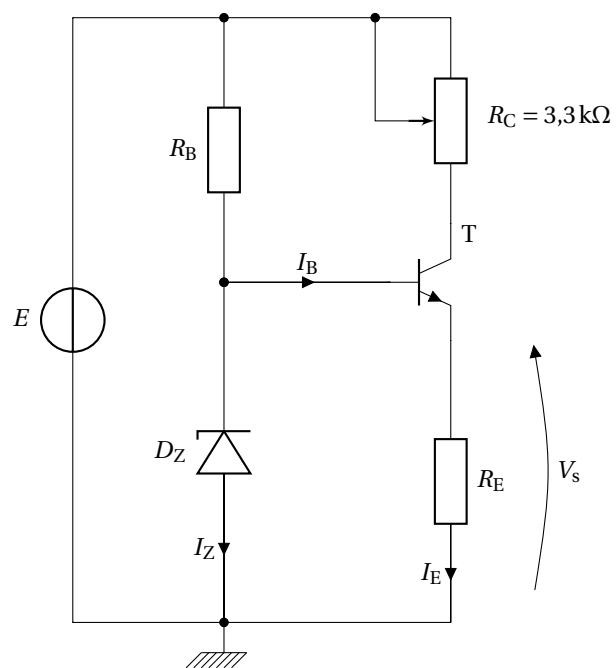 R_C = 3,3 kΩ
R_B
T
I_B
E
D_Z
V_s
R_E
I_Z
I_E